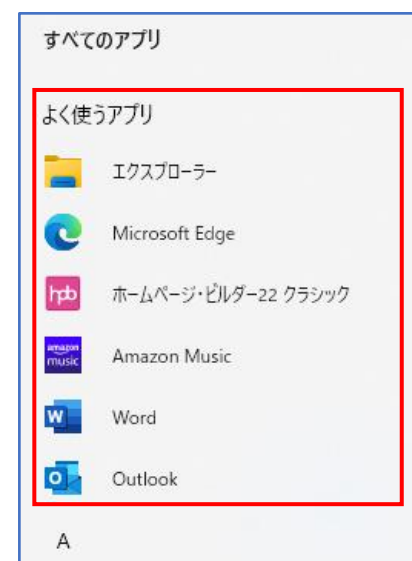 すべてのアプリ
よく使うアプリ
エクスプローラー
Microsoft Edge
hpb
ホームページ・ビルダー22 クラシック
amazon
music
Amazon Music
W
Word
O
Outlook
A